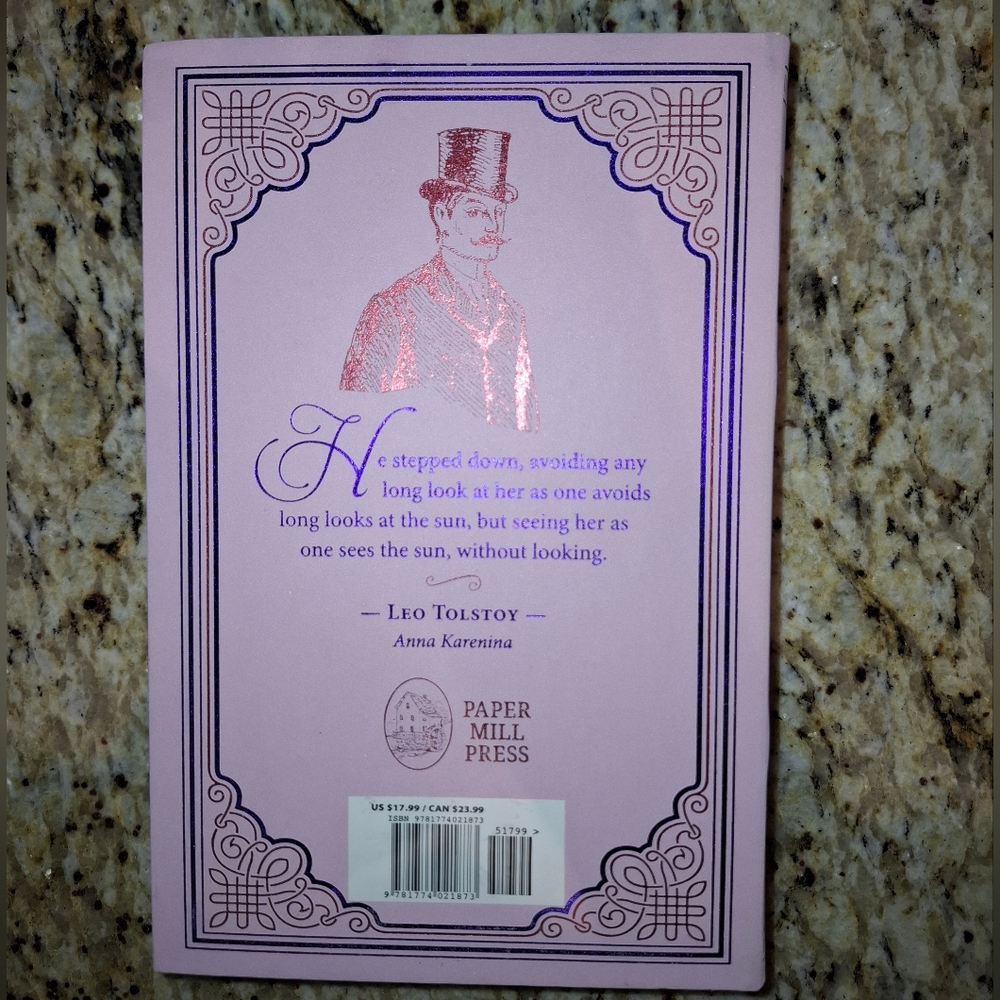 He stepped down, avoiding any
long look at her as one avoids
long looks at the sun, but seeing her as
one sees the sun, without looking.
— Leo Tolstoy —
Anna Karenina
PAPER
MILL
PRESS
US $17.99 / CAN $23.99
ISBN 9781774021873
51799 >
9 781774 021873